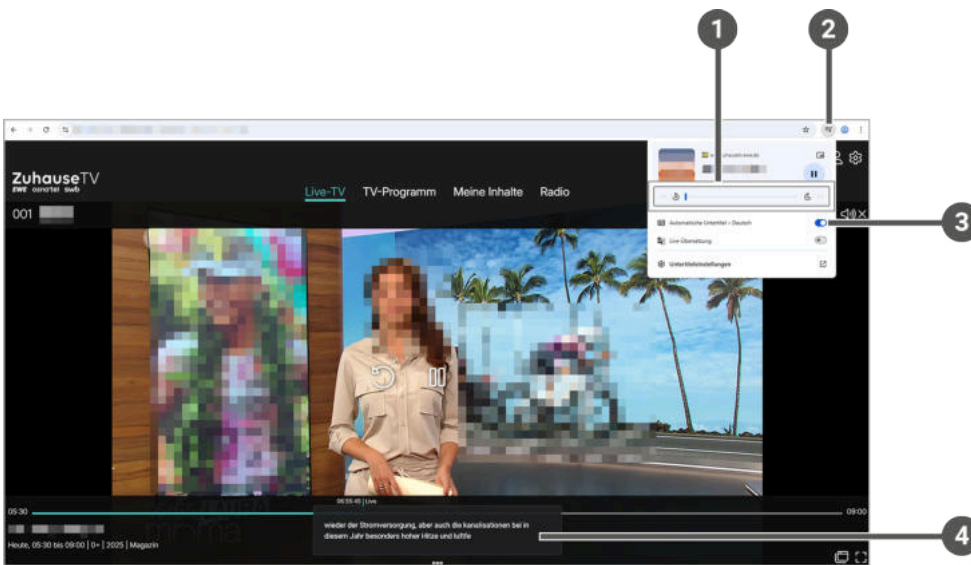 1
2
ZuhauseTV
EWE osnatel swb
Live-TV
TV-Programm
Meine Inhalte
Radio
001
Automatische Untertitel – Deutsch
3
Live-Übersetzung
Untertiteleinstellungen
06:55:45 | Live
05:30
09:00
wieder der Stromversorgung, aber auch die kanalisationen bei in
diesem Jahr besonders hoher Hitze und luftfe
4
Heute, 05:30 bis 09:00 | 0+ | 2025 | Magazin